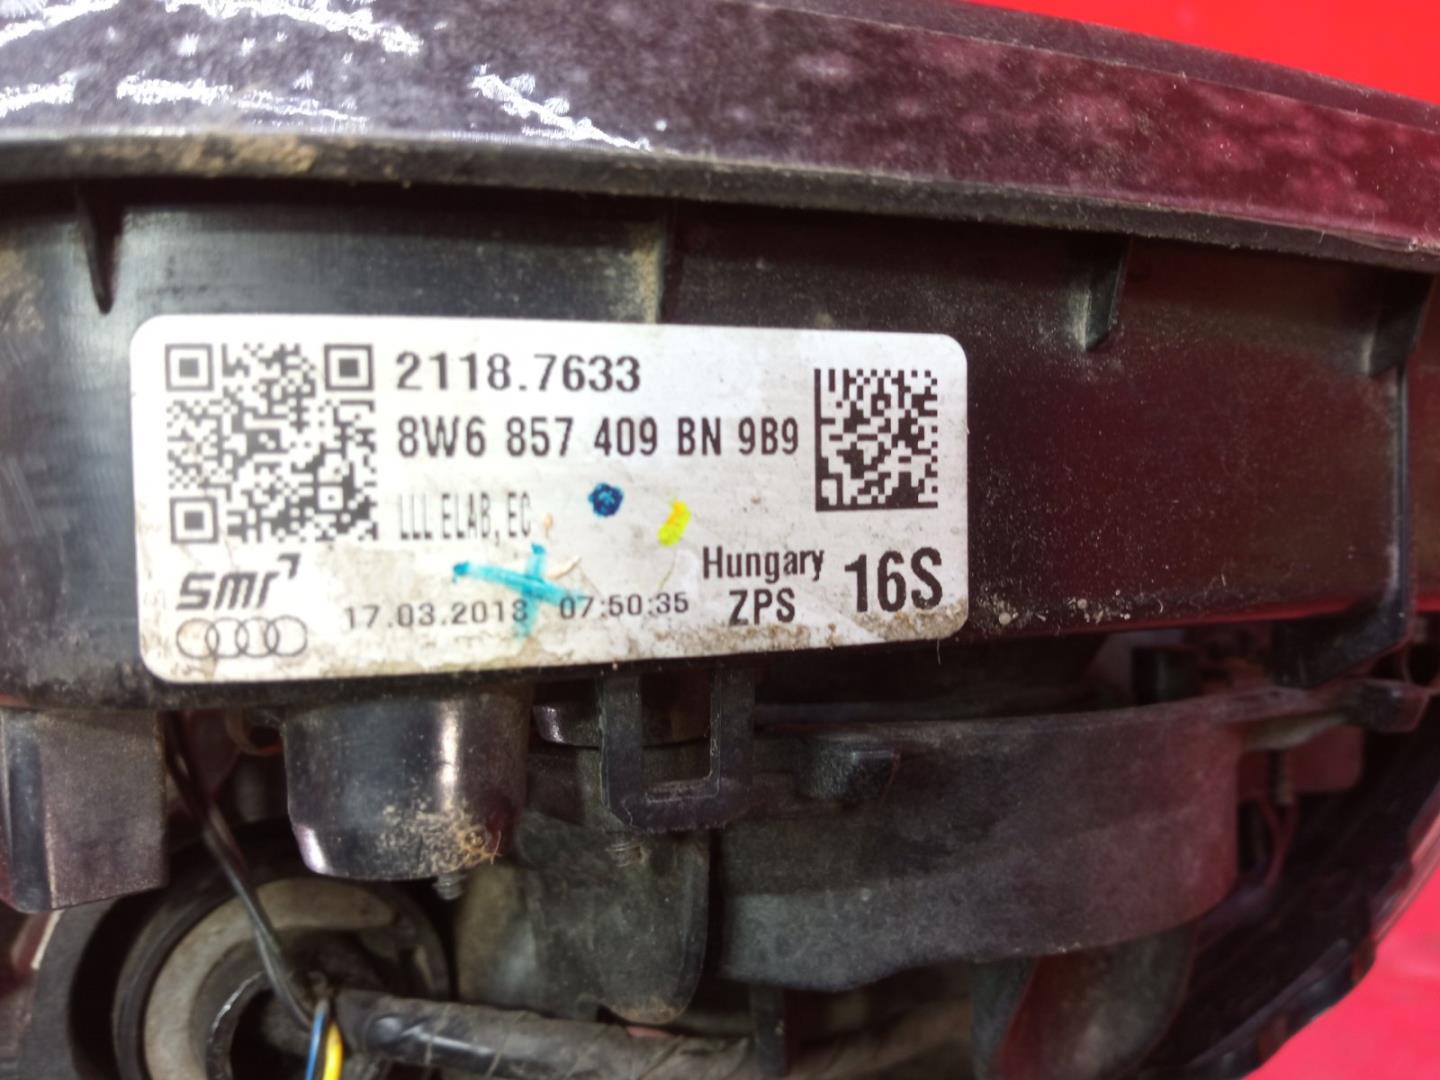 2118.7633
8W6 857 409 BN 9B9
LLL ELAB, EC
smr
Hungary
16S
17.03.2018 07:50:35
ZPS